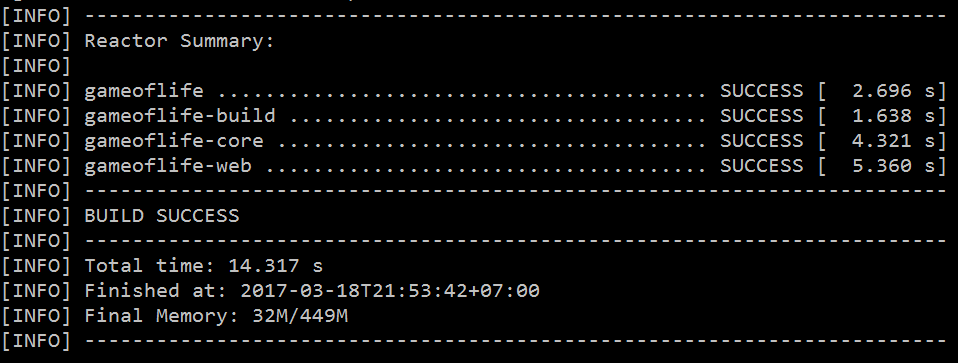 [INFO] ------------------------------------------------------------------------
[INFO] Reactor Summary:
[INFO]
[INFO] gameoflife ......................................... SUCCESS [  2.696 s]
[INFO] gameoflife-build ................................... SUCCESS [  1.638 s]
[INFO] gameoflife-core .................................... SUCCESS [  4.321 s]
[INFO] gameoflife-web ..................................... SUCCESS [  5.360 s]
[INFO] ------------------------------------------------------------------------
[INFO] BUILD SUCCESS
[INFO] ------------------------------------------------------------------------
[INFO] Total time: 14.317 s
[INFO] Finished at: 2017-03-18T21:53:42+07:00
[INFO] Final Memory: 32M/449M
[INFO] ------------------------------------------------------------------------